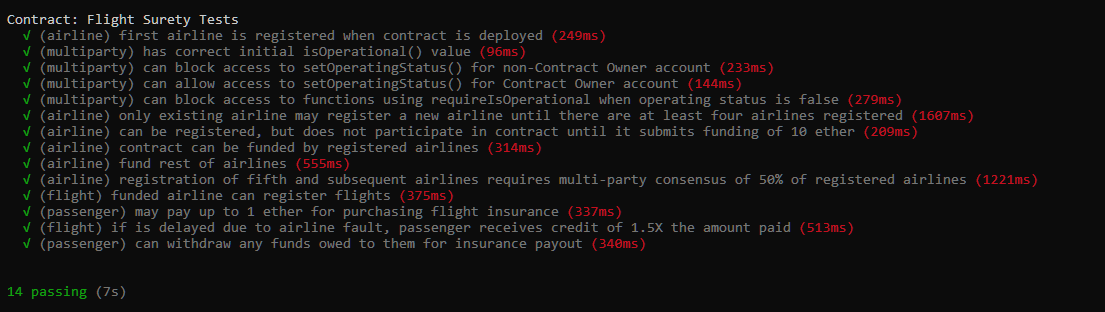 Contract: Flight Surety Tests
√ (airline) first airline is registered when contract is deployed (249ms)
√ (multiparty) has correct initial isOperational() value (96ms)
√ (multiparty) can block access to setOperatingStatus() for non-Contract Owner account (233ms)
√ (multiparty) can allow access to setOperatingStatus() for Contract Owner account (144ms)
√ (multiparty) can block access to functions using requireIsOperational when operating status is false (279ms)
√ (airline) only existing airline may register a new airline until there are at least four airlines registered (1607ms)
√ (airline) can be registered, but does not participate in contract until it submits funding of 10 ether (209ms)
√ (airline) contract can be funded by registered airlines (314ms)
√ (airline) fund rest of airlines (555ms)
√ (airline) registration of fifth and subsequent airlines requires multi-party consensus of 50% of registered airlines (1221ms)
√ (flight) funded airline can register flights (375ms)
√ (passenger) may pay up to 1 ether for purchasing flight insurance (337ms)
√ (flight) if is delayed due to airline fault, passenger receives credit of 1.5X the amount paid (513ms)
√ (passenger) can withdraw any funds owed to them for insurance payout (340ms)
14 passing (7s)